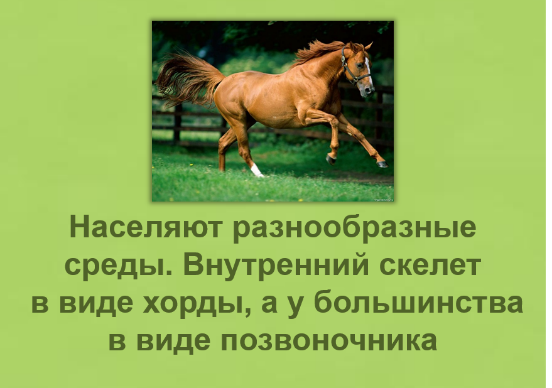 Населяют разнообразные
среды. Внутренний скелет
в виде хорды, а у большинства
в виде позвоночника